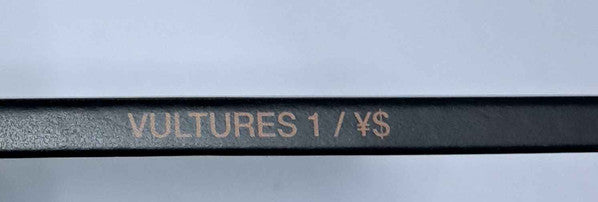 VULTURES 1 / ¥$